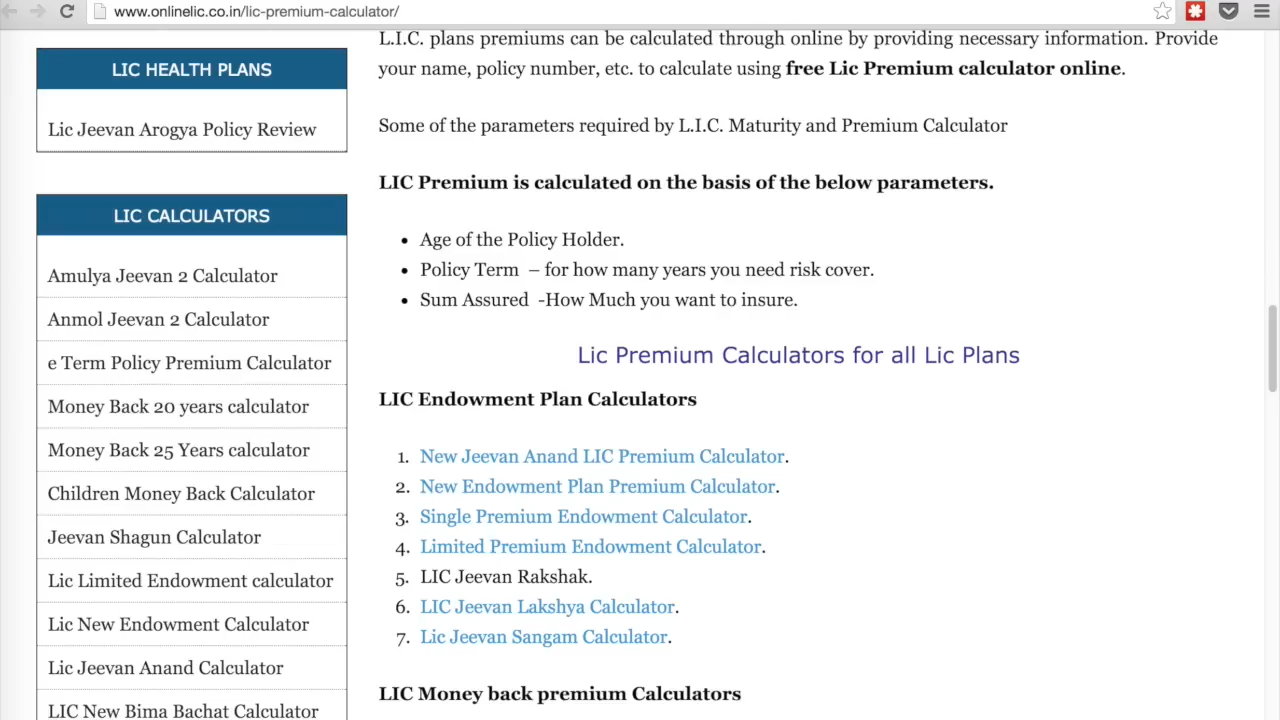 www.onlinelic.co.in/lic-premium-calculator/
LIC HEALTH PLANS
Lic Jeevan Arogya Policy Review
LIC CALCULATORS
Amulya Jeevan 2 Calculator
Anmol Jeevan 2 Calculator
e Term Policy Premium Calculator
Money Back 20 years calculator
Money Back 25 Years calculator
Children Money Back Calculator
Jeevan Shagun Calculator
Lic Limited Endowment calculator
Lic New Endowment Calculator
Lic Jeevan Anand Calculator
LIC New Bima Bachat Calculator
L.I.C. plans premiums can be calculated through online by providing necessary information. Provide
your name, policy number, etc. to calculate using free Lic Premium calculator online.
Some of the parameters required by L.I.C. Maturity and Premium Calculator
LIC Premium is calculated on the basis of the below parameters.
• Age of the Policy Holder.
• Policy Term – for how many years you need risk cover.
• Sum Assured -How Much you want to insure.
Lic Premium Calculators for all Lic Plans
LIC Endowment Plan Calculators
1. New Jeevan Anand LIC Premium Calculator.
2. New Endowment Plan Premium Calculator.
3. Single Premium Endowment Calculator.
4. Limited Premium Endowment Calculator.
5. LIC Jeevan Rakshak.
6. LIC Jeevan Lakshya Calculator.
7. Lic Jeevan Sangam Calculator.
LIC Money back premium Calculators